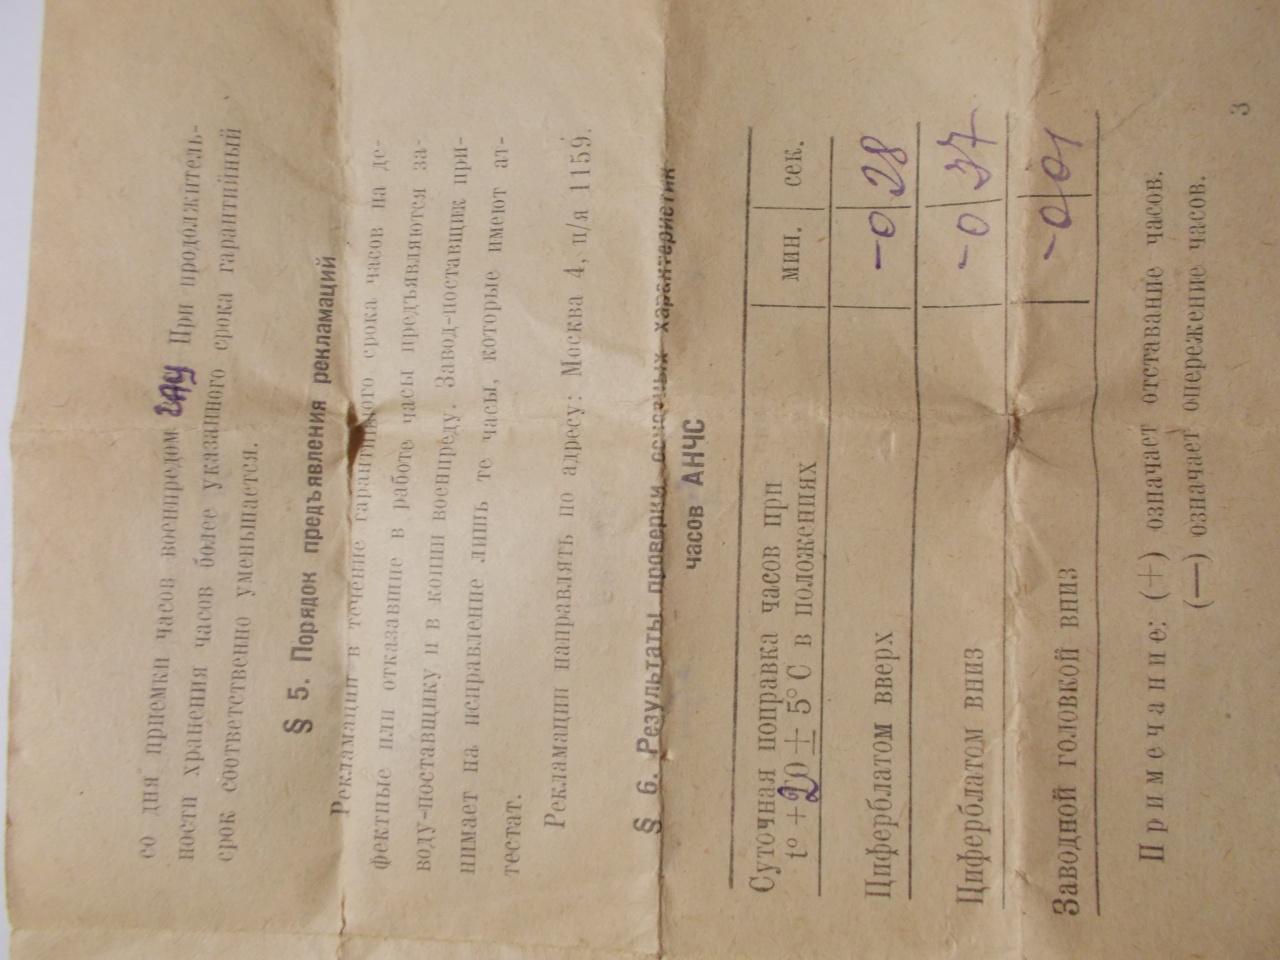 со дня приемки часов военпредом ГАУ При продолжитель-
ности хранения часов более указанного срока гарантийный
срок соответственно уменьшается.
§ 5. Порядок предъявления рекламаций
Рекламации в течение гарантийного срока часов на де-
фектные или отказавшие в работе часы предъявляются за-
воду-поставщику и в копии военпреду. Завод-поставщик при-
нимает на исправление лишь те часы, которые имеют ат-
тестат.
Рекламации направлять по адресу: Москва 4, п/я 1159.
§ 6. Результаты проверки основных характеристик
часов АНЧС
Суточная поправка часов при
t° +20 ± 5° С в положениях
мин. сек.
Циферблатом вверх -0 28
Циферблатом вниз -0 37
Заводной головкой вниз -0 01
Примечание: (+) означает отставание часов.
(—) означает опережение часов.
3